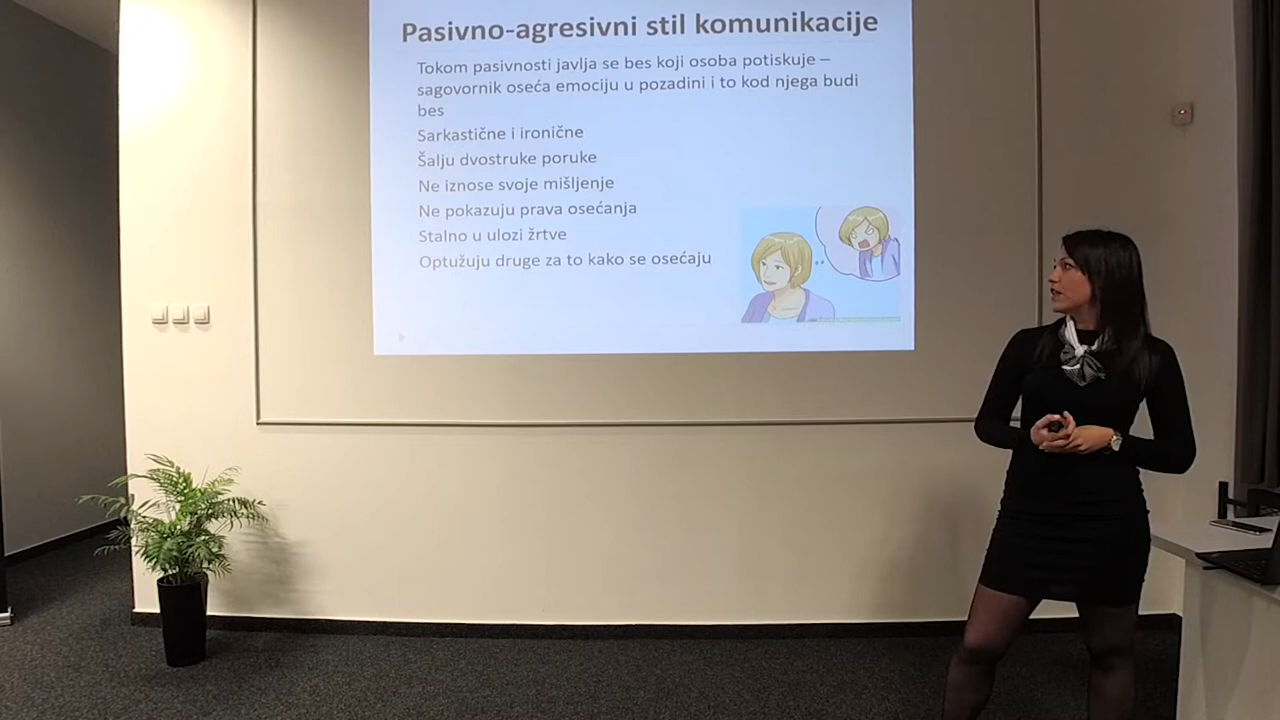 Pasivno-agresivni stil komunikacije
Tokom pasivnosti javlja se bes koji osoba potiskuje –
sagovornik oseća emociju u pozadini i to kod njega budi
bes
Sarkastične i ironične
Šalju dvostruke poruke
Ne iznose svoje mišljenje
Ne pokazuju prava osećanja
Stalno u ulozi žrtve
Optužuju druge za to kako se osećaju